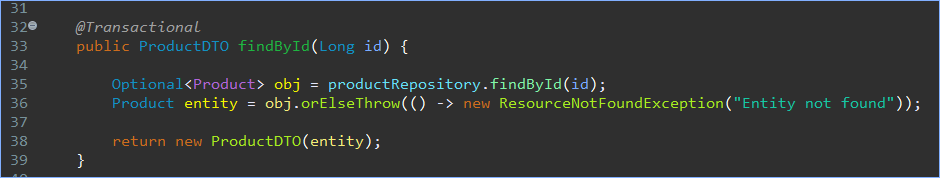 31
32 @Transactional
33 public ProductDTO findById(Long id) {
34
35 Optional<Product> obj = productRepository.findById(id);
36 Product entity = obj.orElseThrow(() -> new ResourceNotFoundException("Entity not found"));
37
38 return new ProductDTO(entity);
39 }